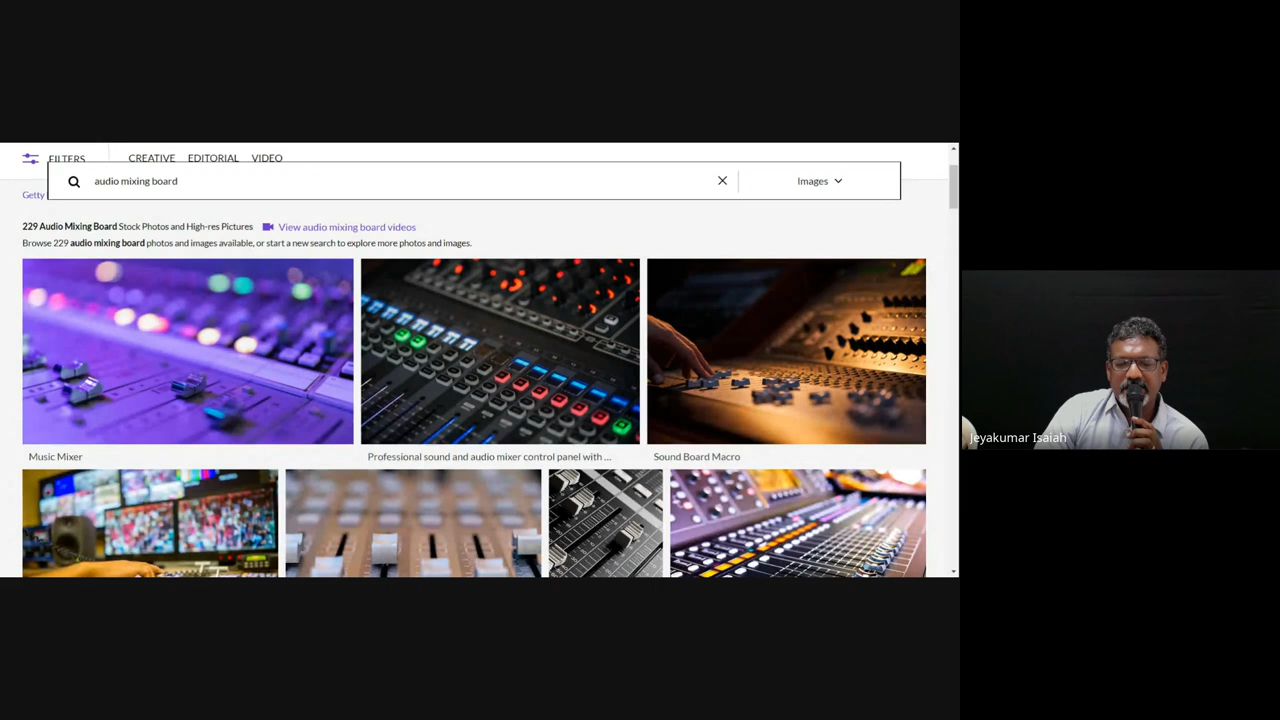 FILTERS
CREATIVE EDITORIAL VIDEO
audio mixing board
Images
Getty
229 Audio Mixing Board Stock Photos and High-res Pictures View audio mixing board videos
Browse 229 audio mixing board photos and images available, or start a new search to explore more photos and images.
Music Mixer
Professional sound and audio mixer control panel with ...
Sound Board Macro
Jeyakumar Isaiah